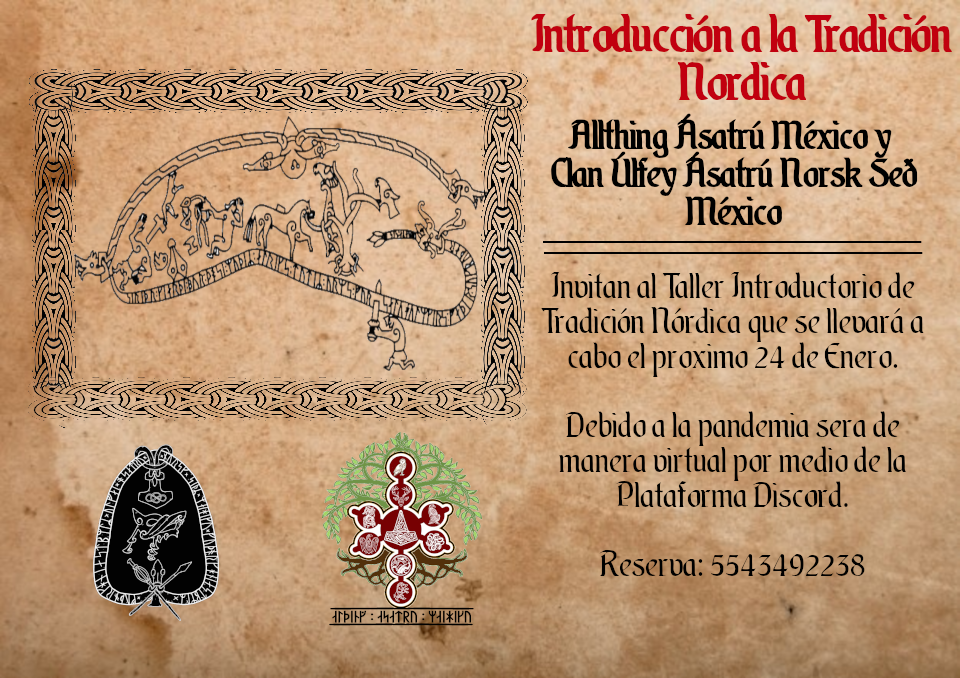 Introducción a la Tradición
Nordica
Allthing Ásatrú México y
Clan Úlfey Ásatrú Norsk Seð
México
Invitan al Taller Introductorio de
Tradición Nórdica que se llevará a
cabo el proximo 24 de Enero.
Debido a la pandemia sera de
manera virtual por medio de la
Plataforma Discord.
Reserva: 5543492238